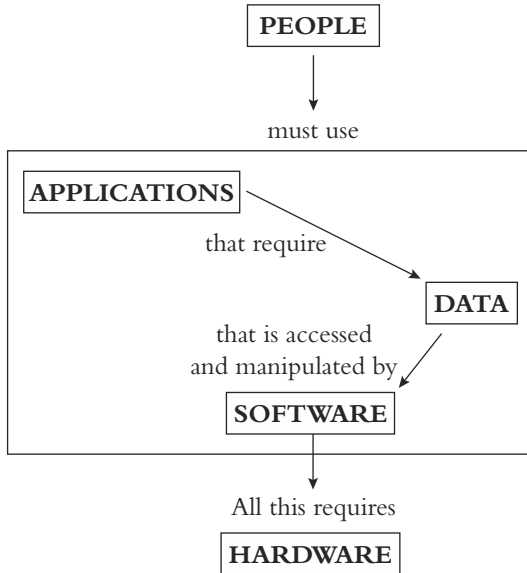 PEOPLE
must use
APPLICATIONS
that require
DATA
that is accessed
and manipulated by
SOFTWARE
All this requires
HARDWARE